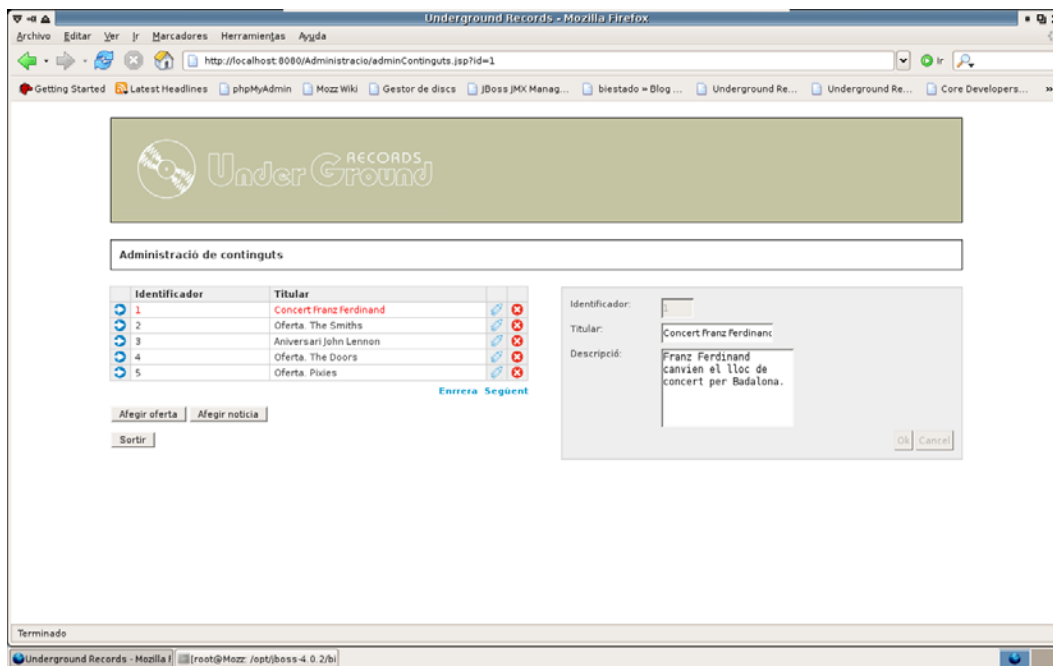 Underground Records - Mozilla Firefox
Archivo Editar Ver Ir Marcadores Herramientas Ayuda
http://localhost:8080/Administracio/adminContinguts.jsp?id=1
Ir
Getting Started Latest Headlines phpMyAdmin Mozz Wiki Gestor de discs JBoss JMX Manag... biestado » Blog ... Underground Re... Underground Re... Core Developers... »
UnderGround RECORDS
Administració de continguts
Identificador Titular
1 Concert Franz Ferdinand
2 Oferta. The Smiths
3 Aniversari John Lennon
4 Oferta. The Doors
5 Oferta. Pixies
Enrrera Següent
Afegir oferta Afegir noticia
Sortir
Identificador: 1
Titular: Concert Franz Ferdinand
Descripció: Franz Ferdinand
canvien el lloc de
concert per Badalona.
Ok Cancel
Terminado
Underground Records - Mozilla F [root@Mozz: /opt/jboss-4.0.2/bi